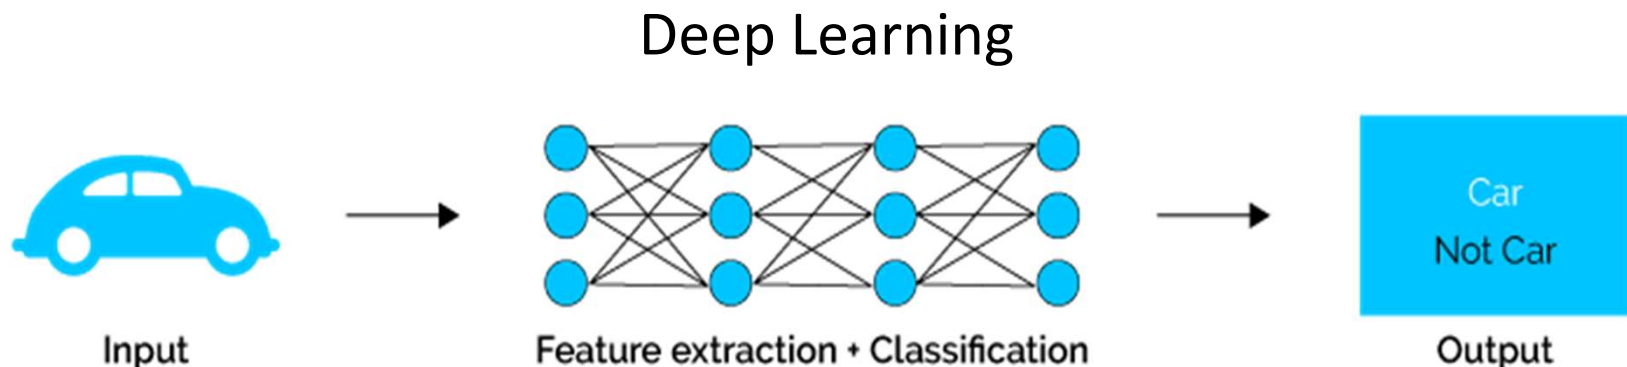 Deep Learning
Car
Not Car
Input
Feature extraction + Classification
Output